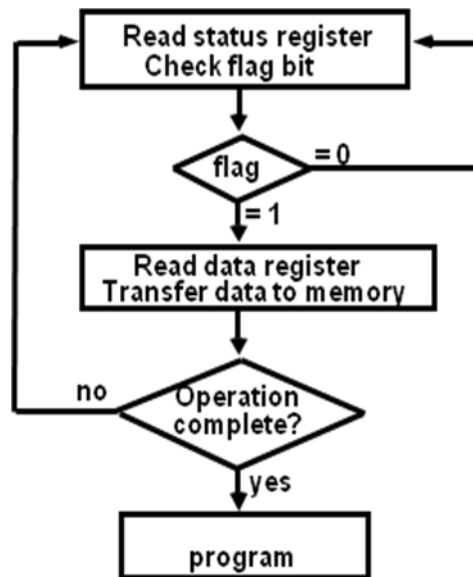 Read status register
Check flag bit
flag
= 0
= 1
Read data register
Transfer data to memory
no
Operation
complete?
yes
program